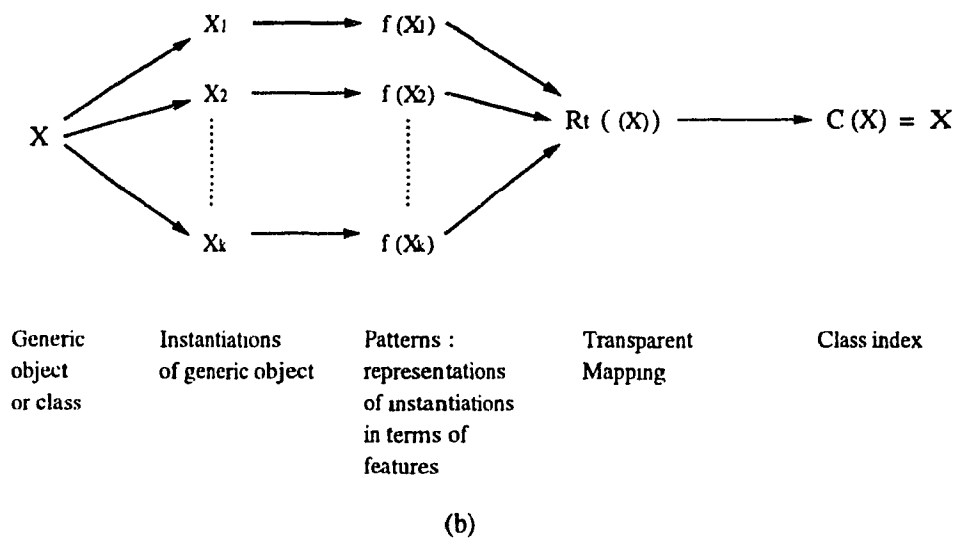 X1 f (X1)
X2 f (X2)
X Rt ( (X)) C (X) = X
Xk f (Xk)
Generic object or class
Instantiations of generic object
Patterns : representations of instantiations in terms of features
Transparent Mapping
Class index
(b)